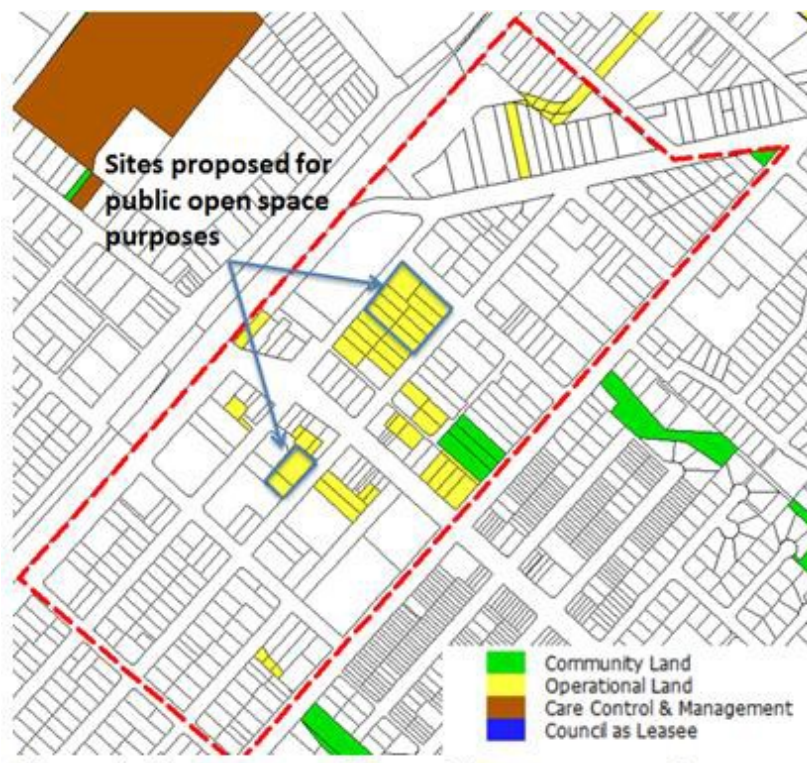 Sites proposed for
public open space
purposes
Community Land
Operational Land
Care Control & Management
Council as Leasee